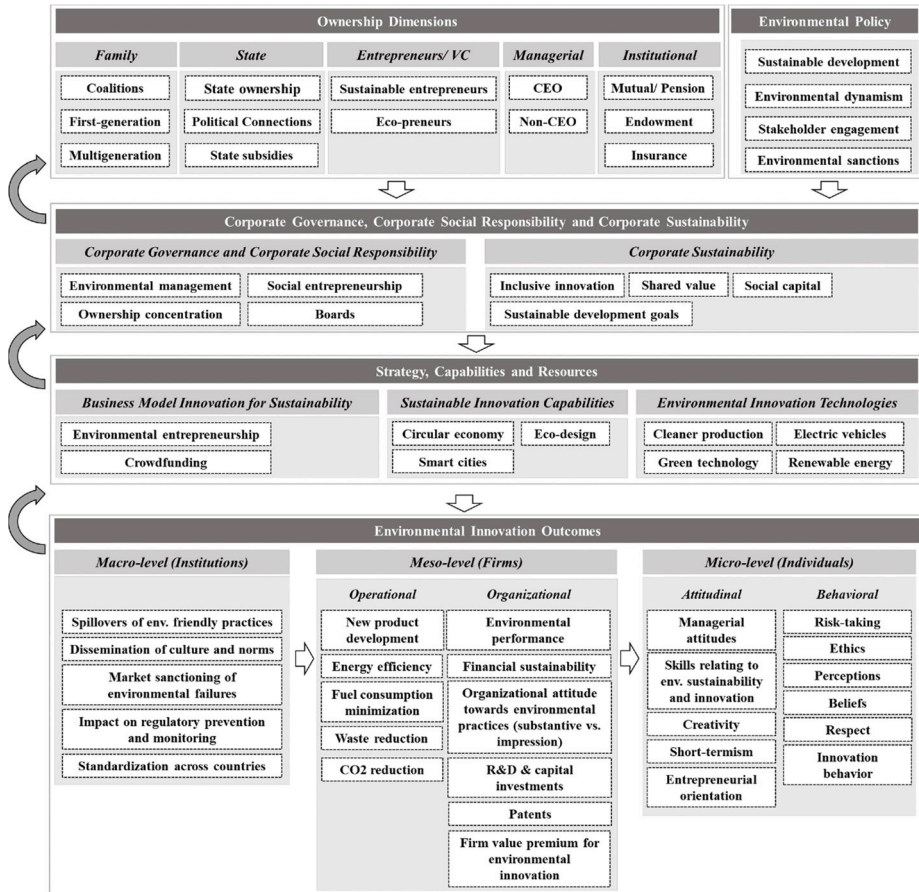 Ownership Dimensions
Family
Coalitions
First-generation
Multigeneration
State
State ownership
Political Connections
State subsidies
Entrepreneurs/ VC
Sustainable entrepreneurs
Eco-preneurs
Managerial
CEO
Non-CEO
Institutional
Mutual/ Pension
Endowment
Insurance
Environmental Policy
Sustainable development
Environmental dynamism
Stakeholder engagement
Environmental sanctions
Corporate Governance, Corporate Social Responsibility and Corporate Sustainability
Corporate Governance and Corporate Social Responsibility
Environmental management
Social entrepreneurship
Ownership concentration
Boards
Corporate Sustainability
Inclusive innovation
Shared value
Social capital
Sustainable development goals
Strategy, Capabilities and Resources
Business Model Innovation for Sustainability
Environmental entrepreneurship
Crowdfunding
Sustainable Innovation Capabilities
Circular economy
Eco-design
Smart cities
Environmental Innovation Technologies
Cleaner production
Electric vehicles
Green technology
Renewable energy
Environmental Innovation Outcomes
Macro-level (Institutions)
Spillovers of env. friendly practices
Dissemination of culture and norms
Market sanctioning of
environmental failures
Impact on regulatory prevention
and monitoring
Standardization across countries
Meso-level (Firms)
Operational
New product
development
Energy efficiency
Fuel consumption
minimization
Waste reduction
CO2 reduction
Organizational
Environmental
performance
Financial sustainability
Organizational attitude
towards environmental
practices (substantive vs.
impression)
R&D & capital
investments
Patents
Firm value premium for
environmental
innovation
Micro-level (Individuals)
Attitudinal
Managerial
attitudes
Skills relating to
env. sustainability
and innovation
Creativity
Short-termism
Entrepreneurial
orientation
Behavioral
Risk-taking
Ethics
Perceptions
Beliefs
Respect
Innovation
behavior